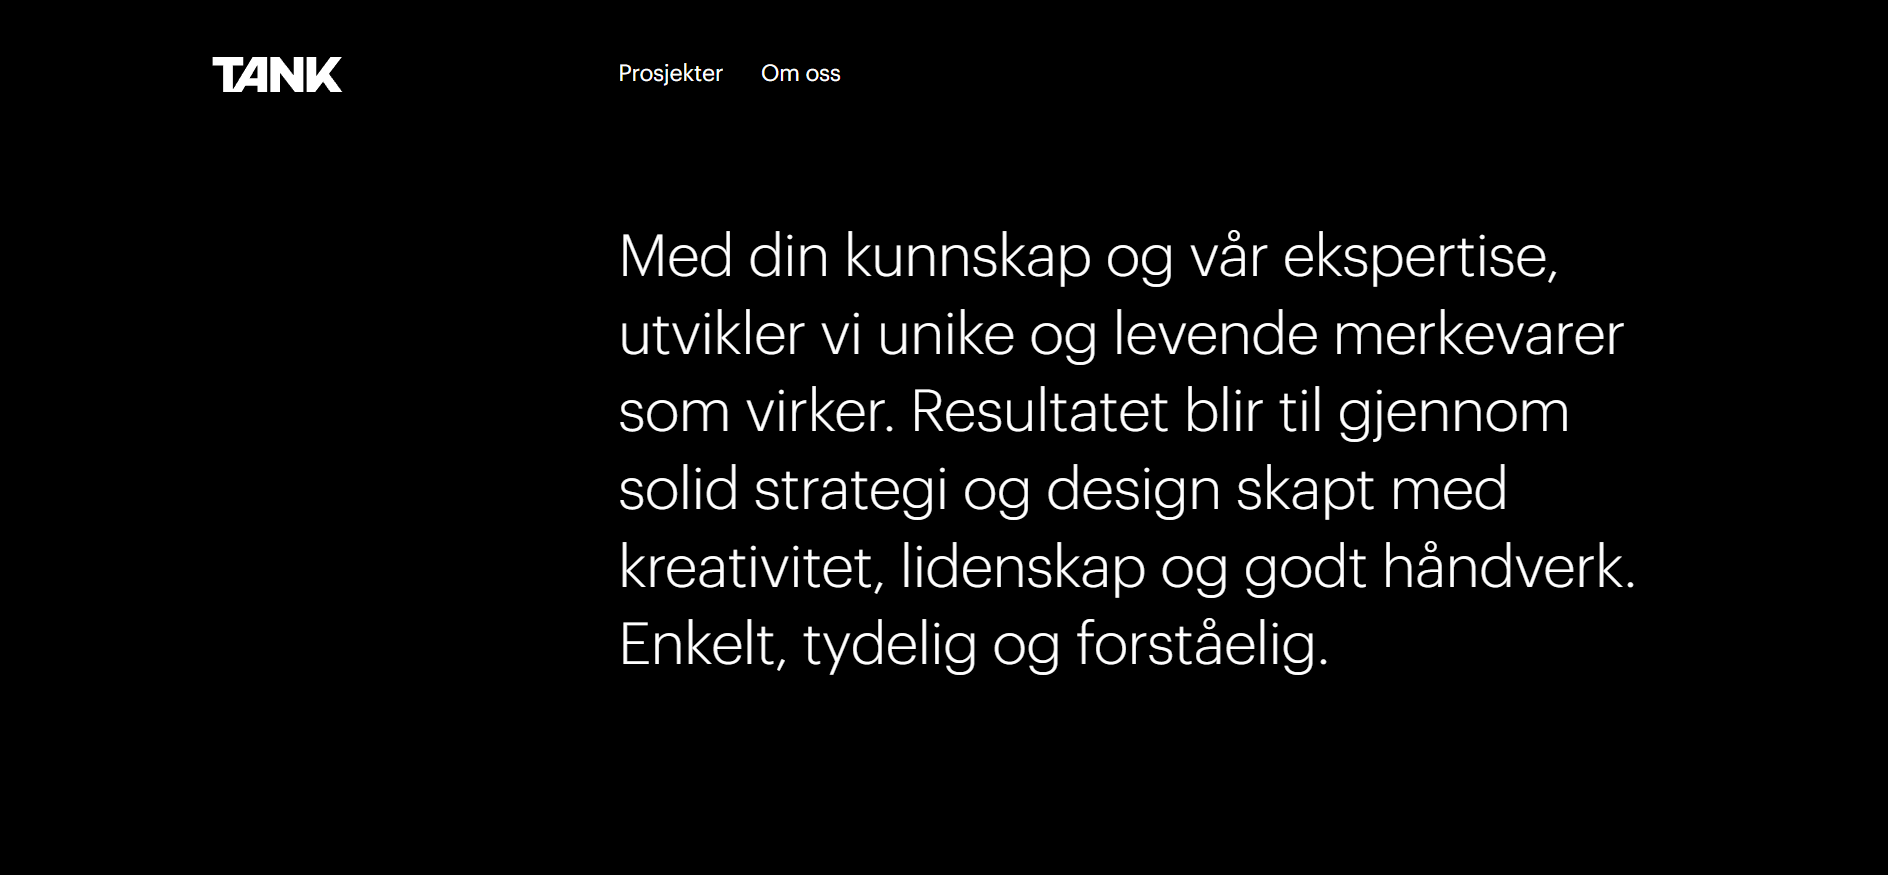 TANK
Prosjekter
Om oss
Med din kunnskap og vår ekspertise,
utvikler vi unike og levende merkevarer
som virker. Resultatet blir til gjennom
solid strategi og design skapt med
kreativitet, lidenskap og godt håndverk.
Enkelt, tydelig og forståelig.